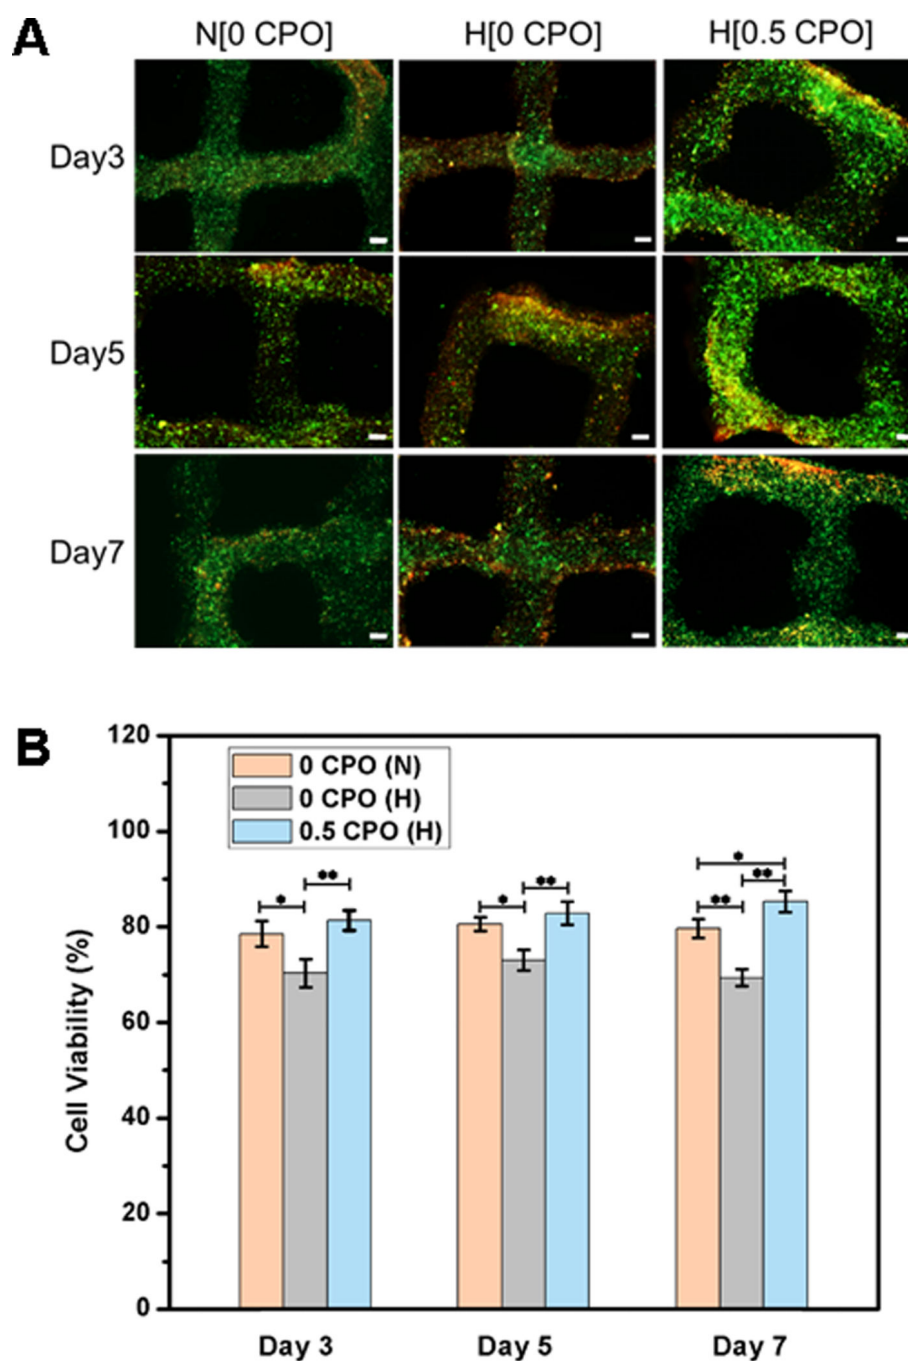 A
N[0 CPO] H[0 CPO] H[0.5 CPO]
Day3
Day5
Day7
B
120
100
80
60
40
20
0
Cell Viability (%)
0 CPO (N)
0 CPO (H)
0.5 CPO (H)
* ** * ** * ** **
Day 3 Day 5 Day 7